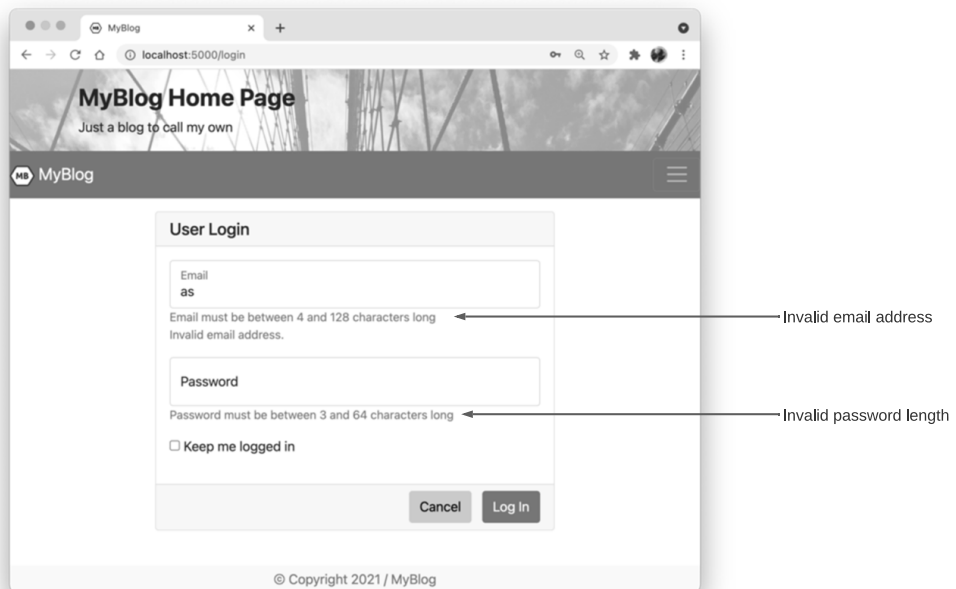 MyBlog
localhost:5000/login
MyBlog Home Page
Just a blog to call my own
MB MyBlog
User Login
Email
as
Email must be between 4 and 128 characters long
Invalid email address
Invalid email address.
Password
Password must be between 3 and 64 characters long
Invalid password length
Keep me logged in
Cancel
Log In
© Copyright 2021 / MyBlog